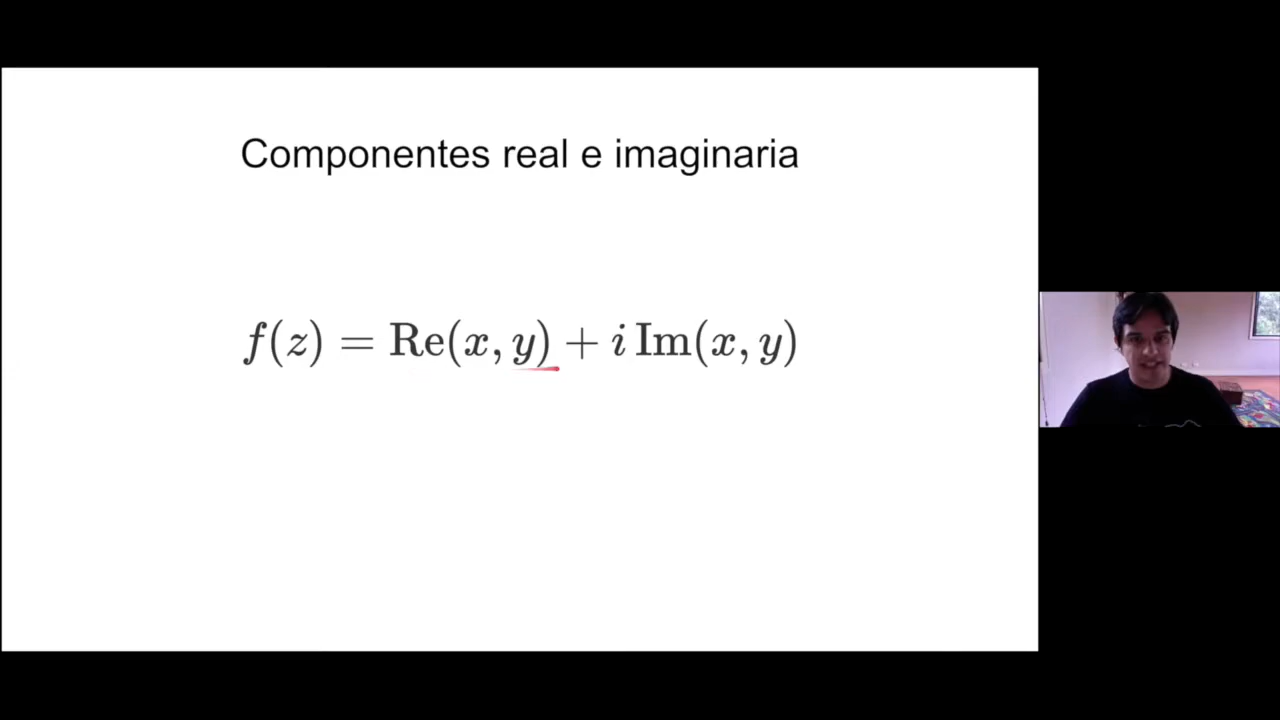 Componentes real e imaginaria
f(z) = Re(x, y) + i Im(x, y)